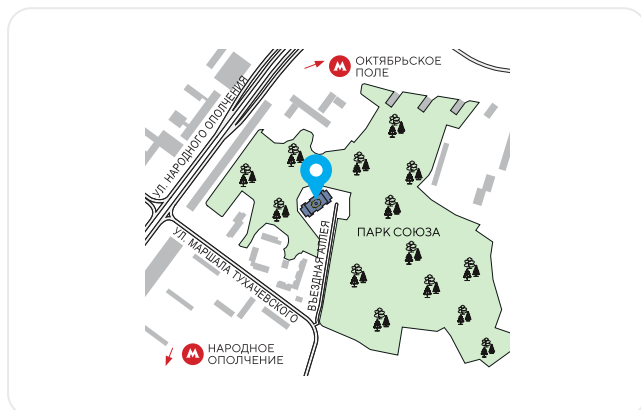 М ОКТЯБРЬСКОЕ
ПОЛЕ
УЛ. НАРОДНОГО ОПОЛЧЕНИЯ
ПАРК СОЮЗА
ВЪЕЗДНАЯ АЛЛЕЯ
УЛ. МАРШАЛА ТУХАЧЕВСКОГО
М НАРОДНОЕ
ОПОЛЧЕНИЕ